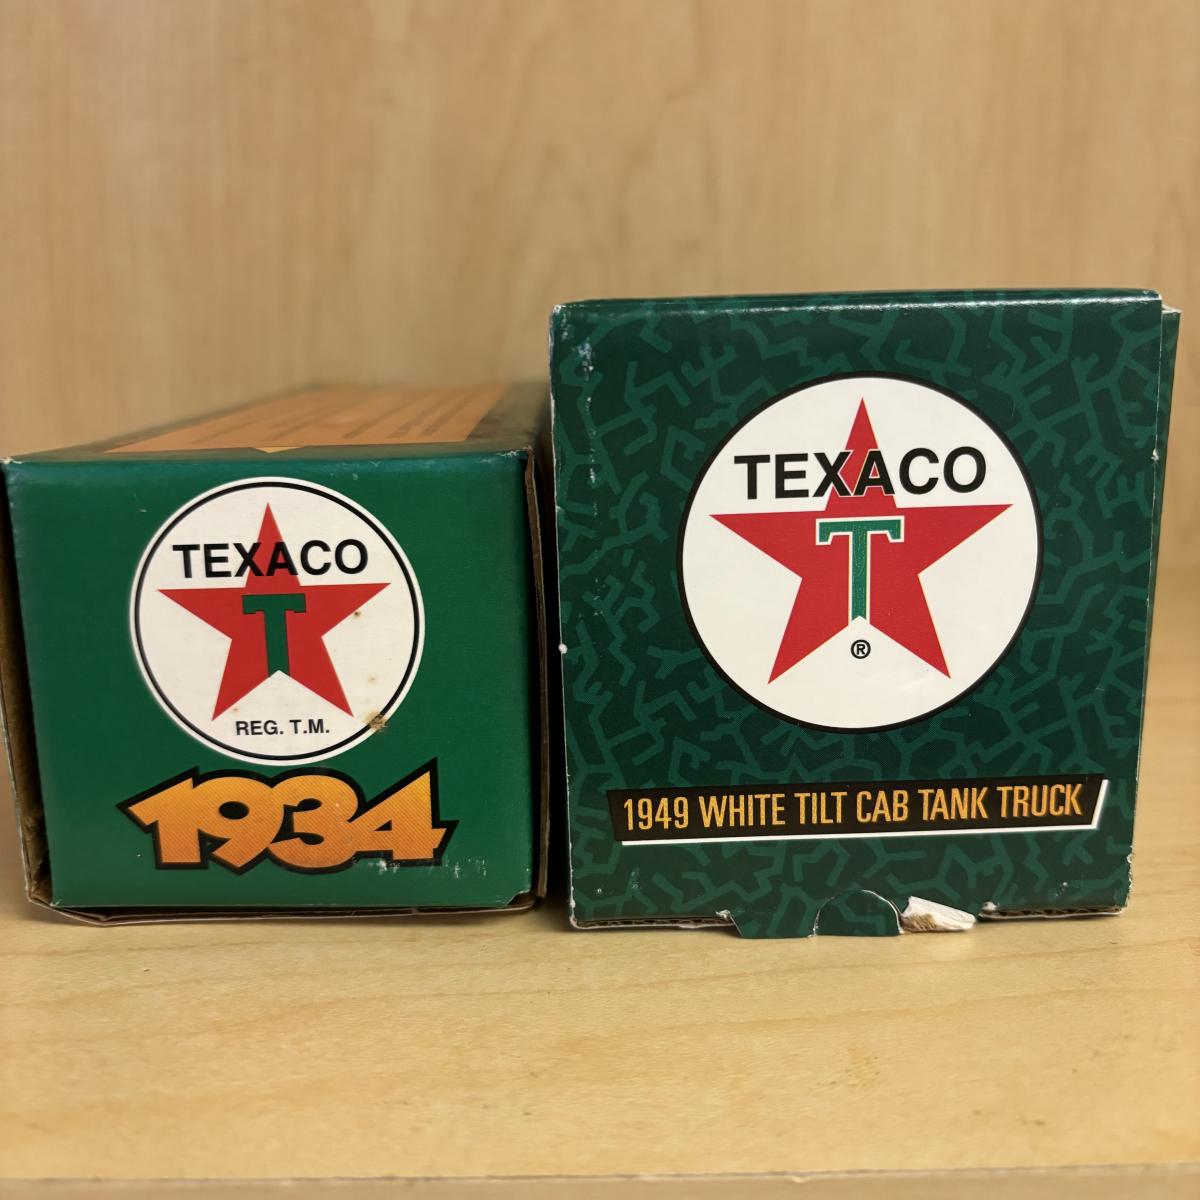 TEXACO
T
REG. T.M.
1934
TEXACO
T
®
1949 WHITE TILT CAB TANK TRUCK